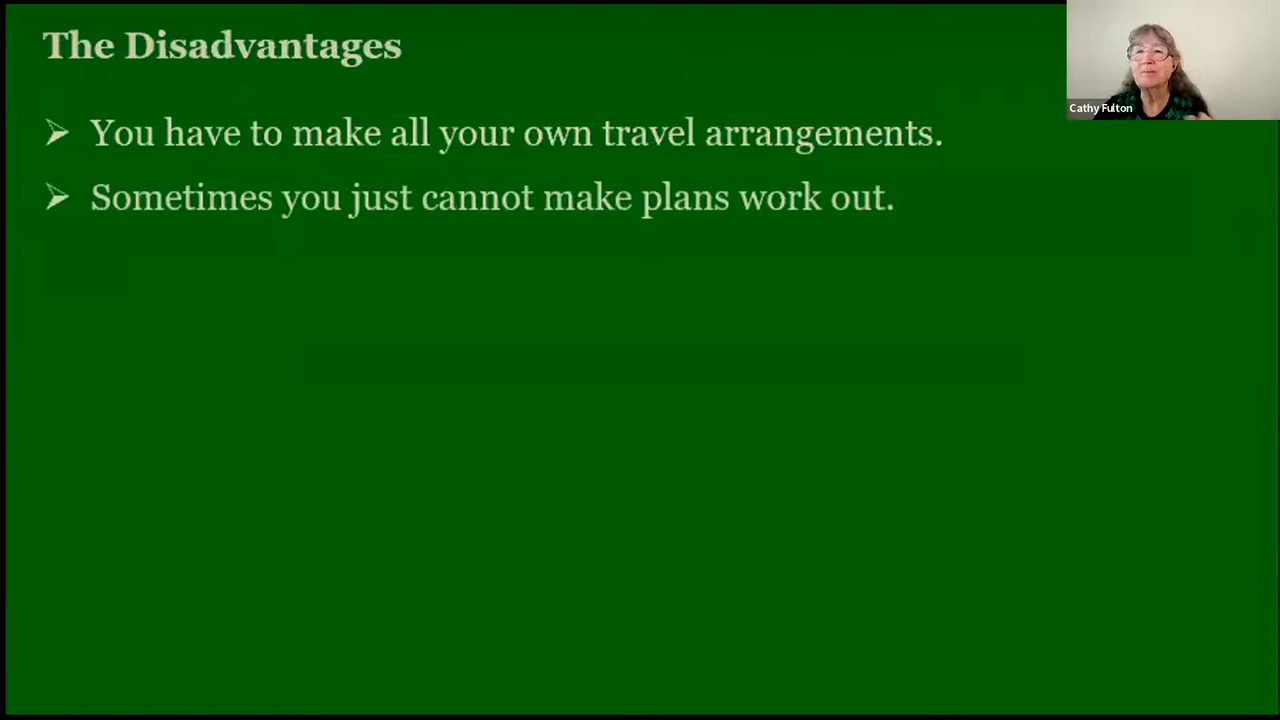 The Disadvantages
➢ You have to make all your own travel arrangements.
➢ Sometimes you just cannot make plans work out.
Cathy Fulton